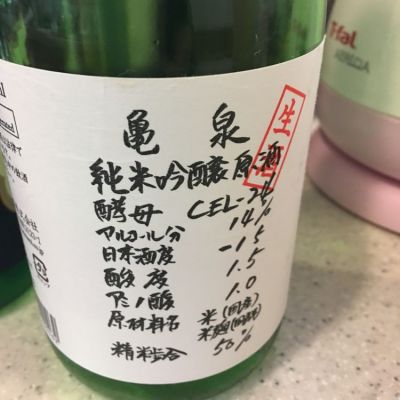 亀泉
生酒
純米吟醸原酒
酵母 CEL-24
アルコール分 14%
日本酒度 -15
酸度 1.5
アミノ酸 1.0
原材料名 米(国産)
米麹(国産米)
精米歩合 50%
T-fal